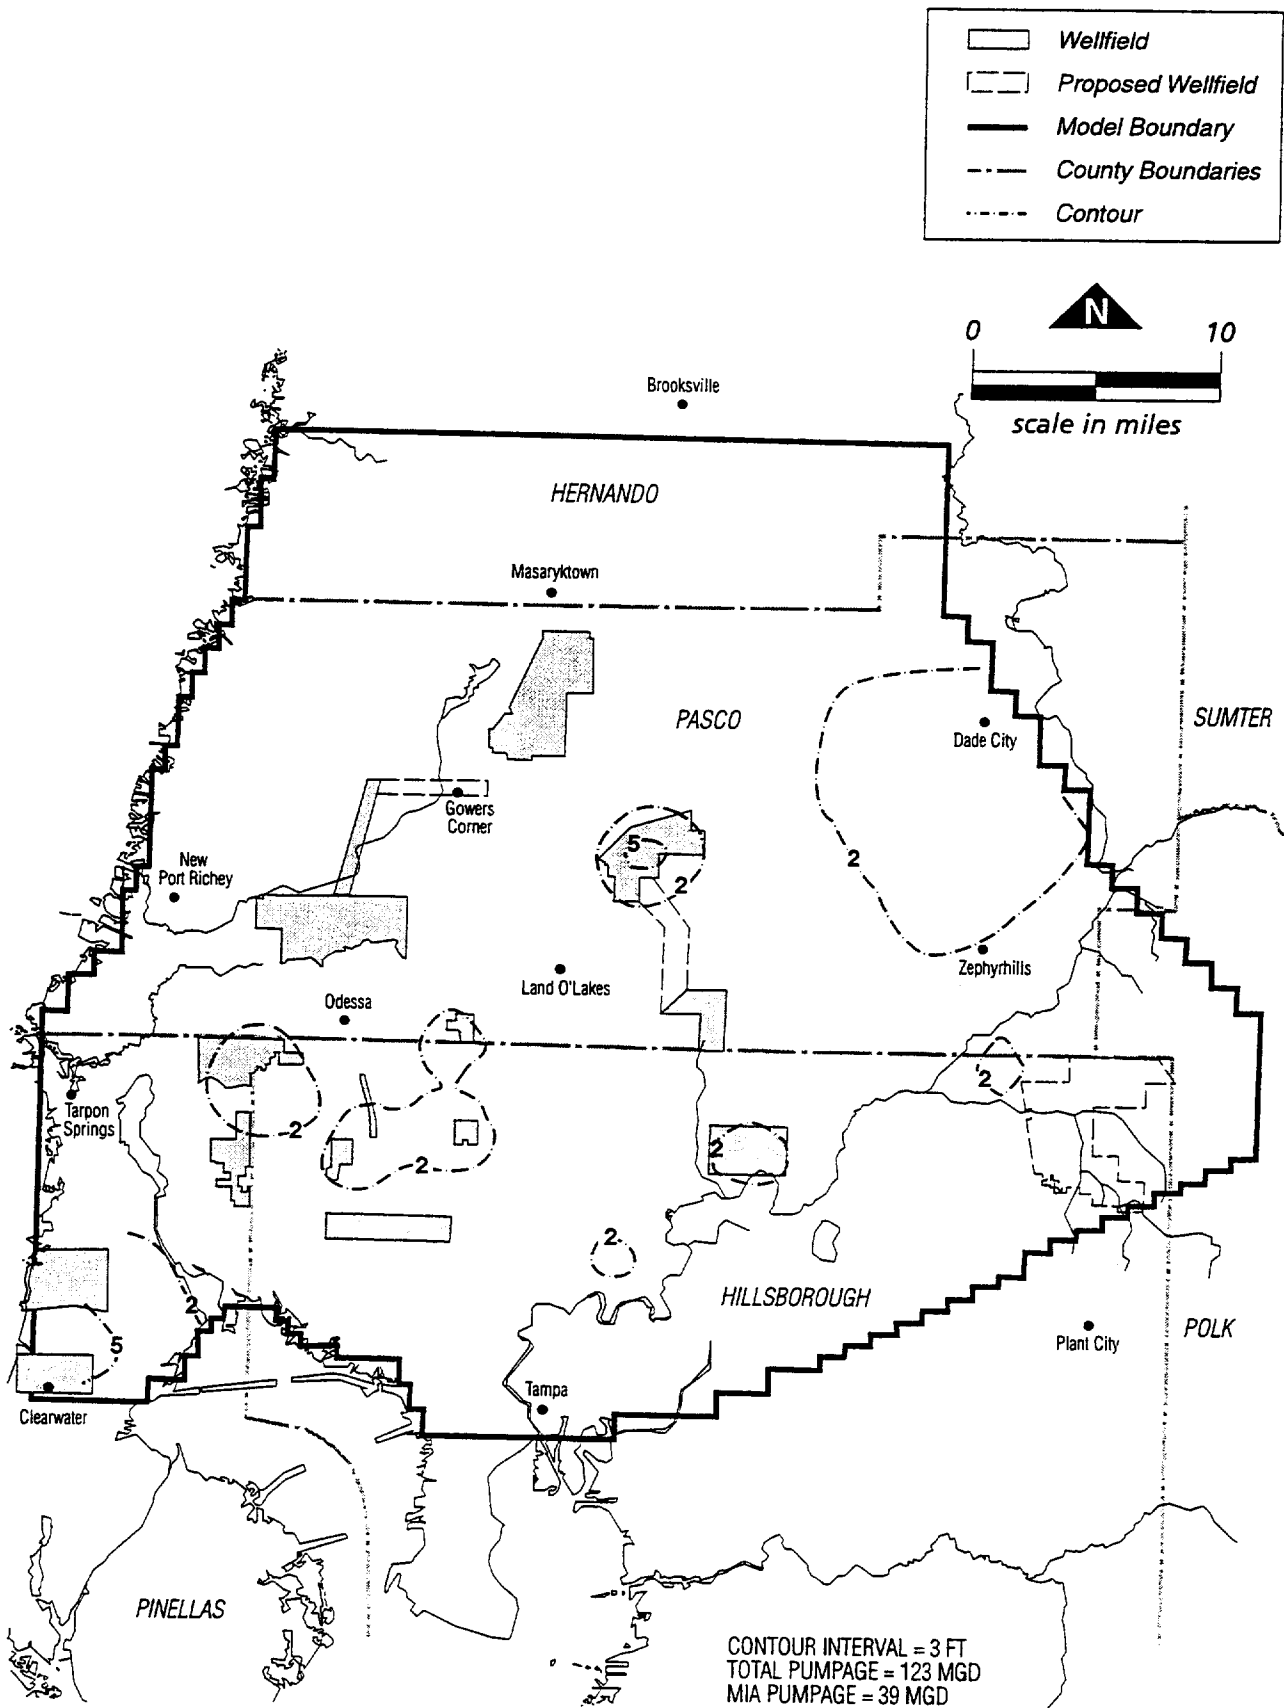 Wellfield
Proposed Wellfield
Model Boundary
County Boundaries
Contour
N
0 10
scale in miles
Brooksville
HERNANDO
Masaryktown
PASCO
SUMTER
Dade City
Gowers
Corner
5
2
2
New
Port Richey
Zephyrhills
Land O'Lakes
Odessa
2
Tarpon
Springs
2
2
2
2
2
HILLSBOROUGH
5
Plant City
POLK
Clearwater
Tampa
PINELLAS
CONTOUR INTERVAL = 3 FT
TOTAL PUMPAGE = 123 MGD
MIA PUMPAGE = 39 MGD